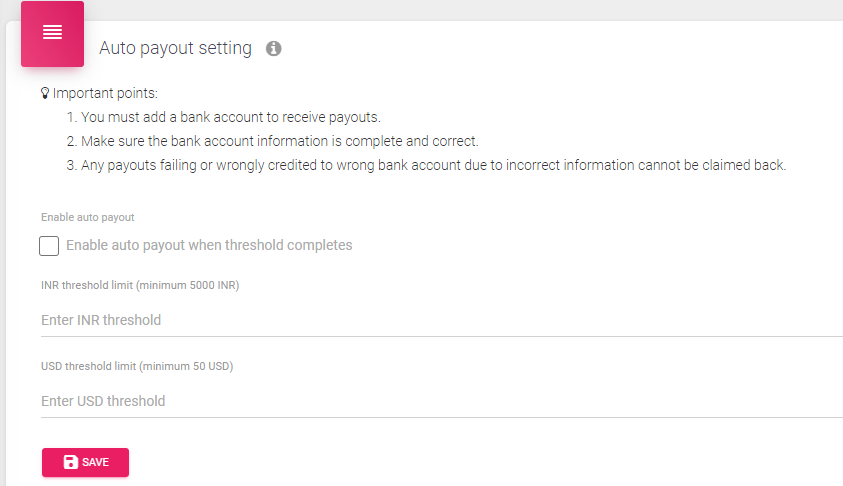 Auto payout setting
Important points:
1. You must add a bank account to receive payouts.
2. Make sure the bank account information is complete and correct.
3. Any payouts failing or wrongly credited to wrong bank account due to incorrect information cannot be claimed back.
Enable auto payout
Enable auto payout when threshold completes
INR threshold limit (minimum 5000 INR)
Enter INR threshold
USD threshold limit (minimum 50 USD)
Enter USD threshold
SAVE